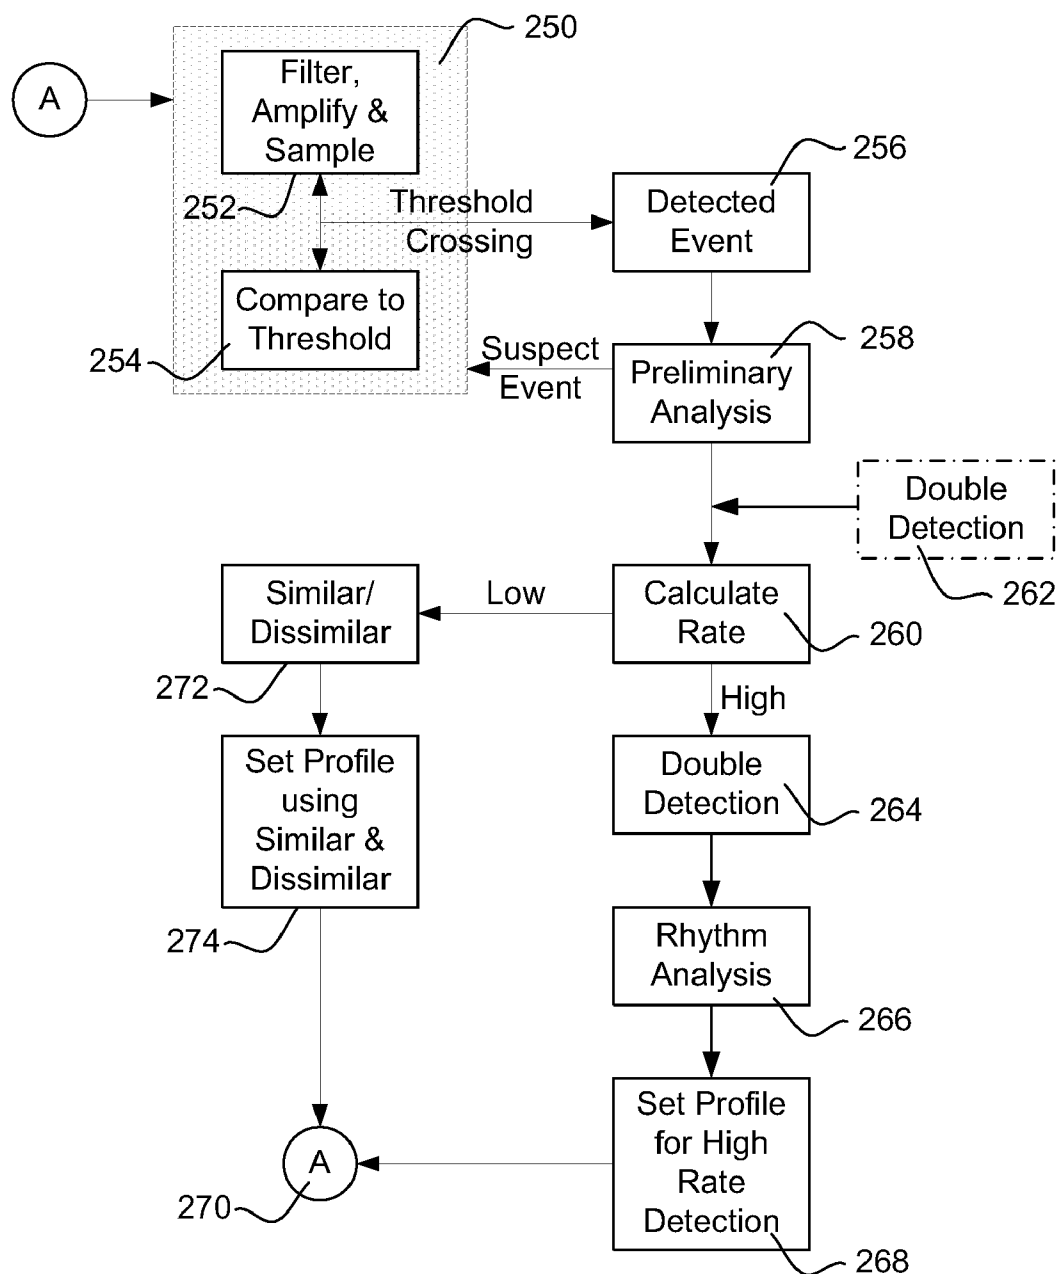 250
A
Filter,
Amplify &
Sample
252
Threshold
Crossing
256
Detected
Event
Compare to
Threshold
254
Suspect
Event
258
Preliminary
Analysis
Double
Detection
262
Similar/
Dissimilar
272
Low
Calculate
Rate
260
High
Set Profile
using
Similar &
Dissimilar
274
Double
Detection
264
Rhythm
Analysis
266
A
270
Set Profile
for High
Rate
Detection
268